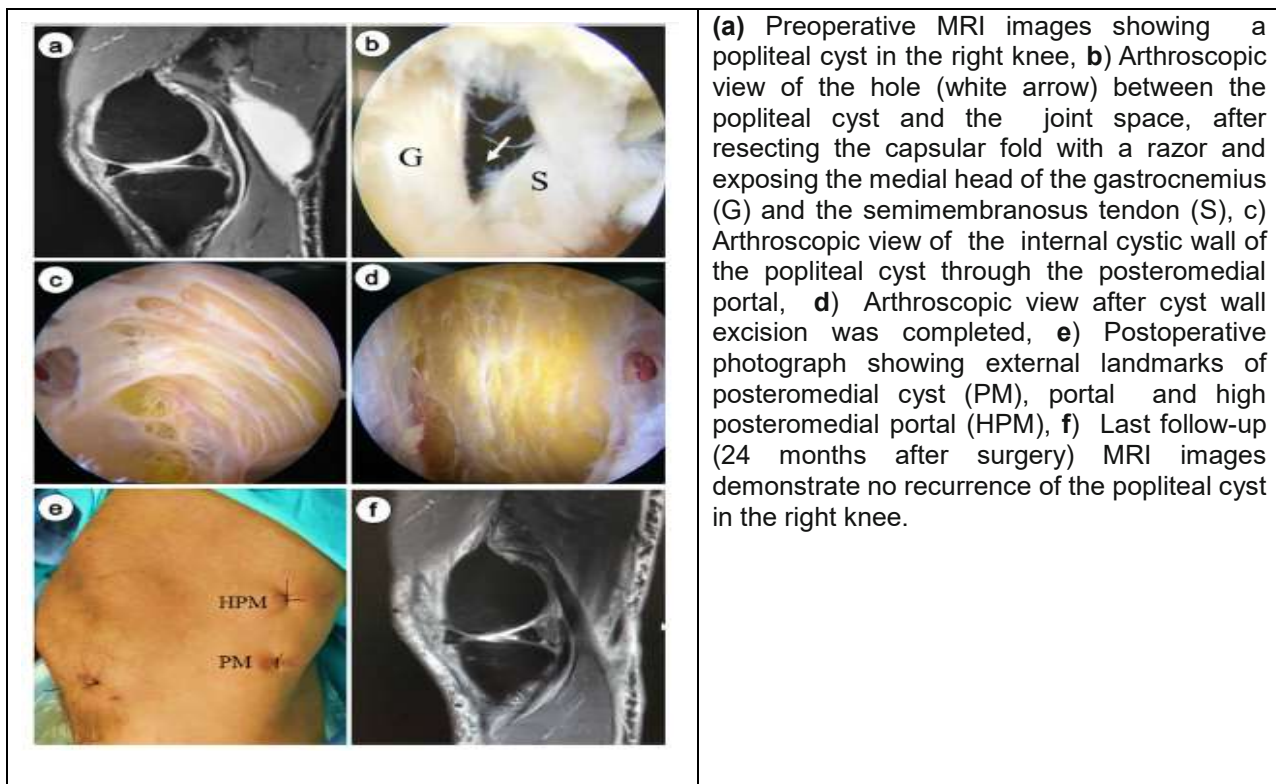 a
b
G
S
c
d
e
HPM
PM
f
(a) Preoperative MRI images showing a
popliteal cyst in the right knee, b) Arthroscopic
view of the hole (white arrow) between the
popliteal cyst and the joint space, after
resecting the capsular fold with a razor and
exposing the medial head of the gastrocnemius
(G) and the semimembranosus tendon (S), c)
Arthroscopic view of the internal cystic wall of
the popliteal cyst through the posteromedial
portal, d) Arthroscopic view after cyst wall
excision was completed, e) Postoperative
photograph showing external landmarks of
posteromedial cyst (PM), portal and high
posteromedial portal (HPM), f) Last follow-up
(24 months after surgery) MRI images
demonstrate no recurrence of the popliteal cyst
in the right knee.